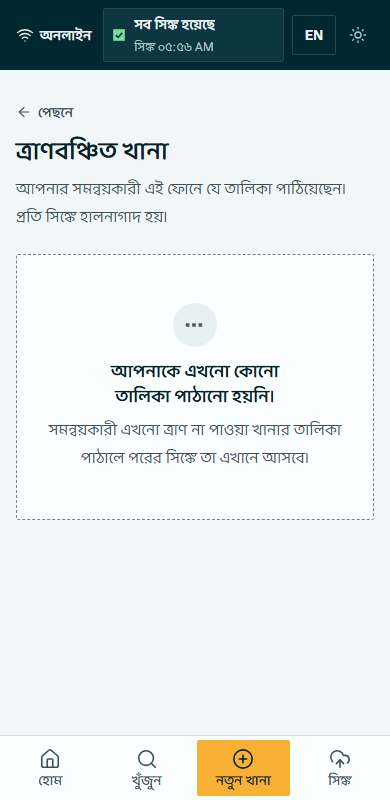 অনলাইন
সব সিঙ্ক হয়েছে
সিঙ্ক ০৫:৫৬ AM
EN
পেছনে
ত্রাণবঞ্চিত খানা
আপনার সমন্বয়কারী এই ফোনে যে তালিকা পাঠিয়েছেন।
প্রতি সিঙ্কে হালনাগাদ হয়।
আপনাকে এখনো কোনো
তালিকা পাঠানো হয়নি।
সমন্বয়কারী এখনো ত্রাণ না পাওয়া খানার তালিকা
পাঠালে পরের সিঙ্কে তা এখানে আসবে।
হোম
খুঁজুন
নতুন খানা
সিঙ্ক